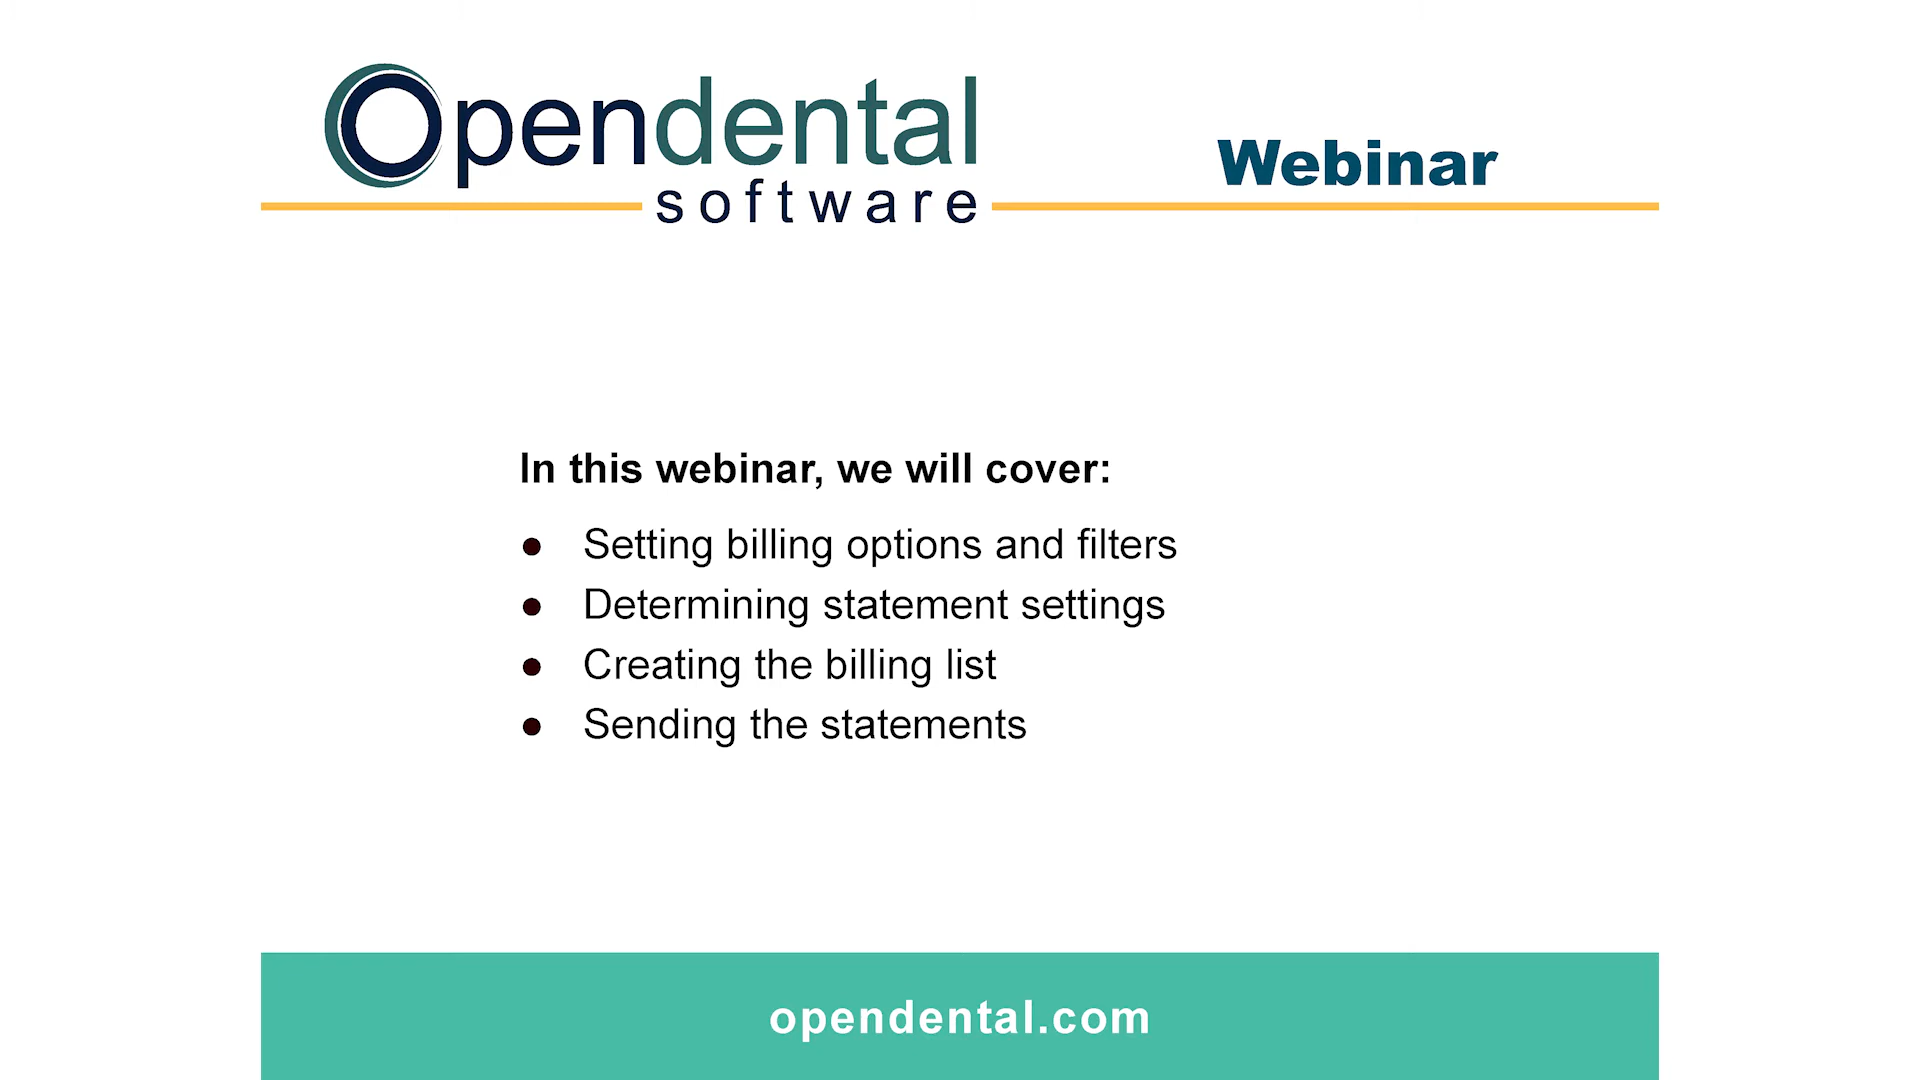 Opendental
software
Webinar
In this webinar, we will cover:
● Setting billing options and filters
● Determining statement settings
● Creating the billing list
● Sending the statements
opendental.com